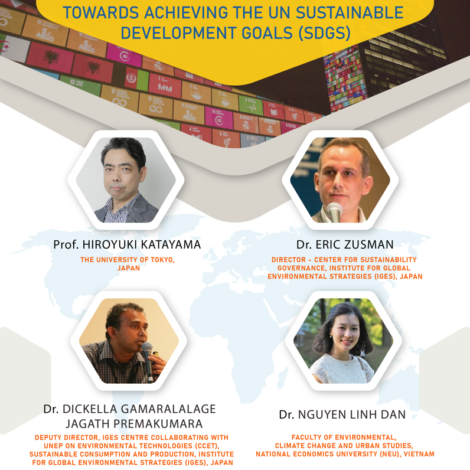 TOWARDS ACHIEVING THE UN SUSTAINABLE
DEVELOPMENT GOALS (SDGS)
Prof. HIROYUKI KATAYAMA
THE UNIVERSITY OF TOKYO,
JAPAN
Dr. ERIC ZUSMAN
DIRECTOR - CENTER FOR SUSTAINABILITY
GOVERNANCE, INSTITUTE FOR GLOBAL
ENVIRONMENTAL STRATEGIES (IGES), JAPAN
Dr. DICKELLA GAMARALALAGE
JAGATH PREMAKUMARA
DEPUTY DIRECTOR, IGES CENTRE COLLABORATING WITH
UNEP ON ENVIRONMENTAL TECHNOLOGIES (CCET),
SUSTAINABLE CONSUMPTION AND PRODUCTION, INSTITUTE
FOR GLOBAL ENVIRONMENTAL STRATEGIES (IGES), JAPAN
Dr. NGUYEN LINH DAN
FACULTY OF ENVIRONMENTAL,
CLIMATE CHANGE AND URBAN STUDIES,
NATIONAL ECONOMICS UNIVERSITY (NEU), VIETNAM